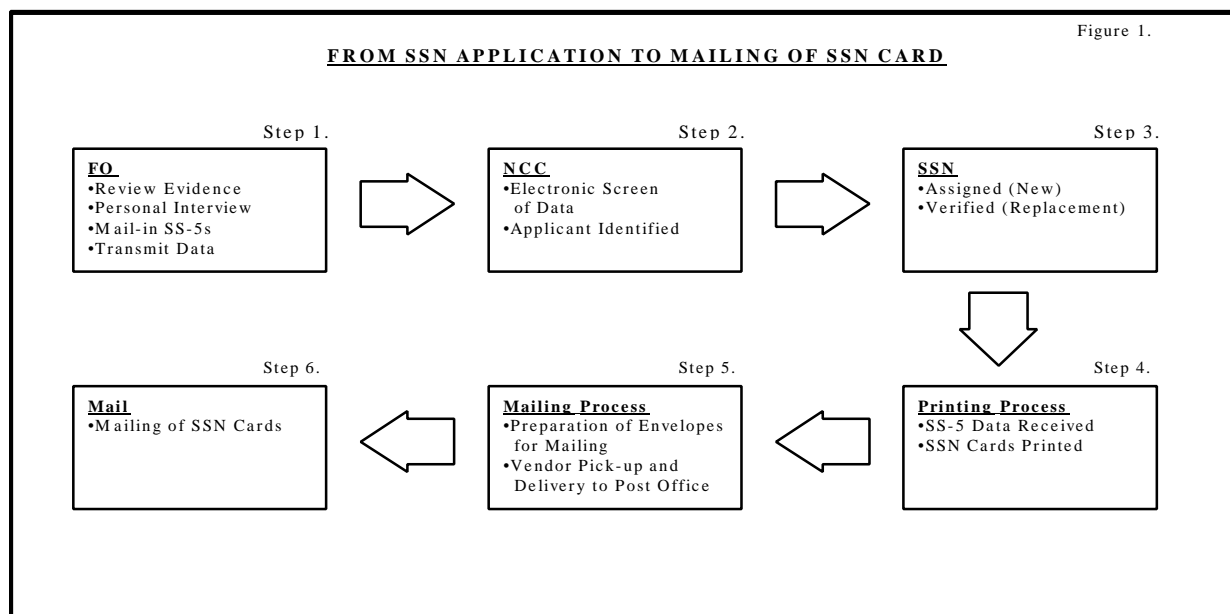 Figure 1.
FROM SSN APPLICATION TO MAILING OF SSN CARD
Step 1.
FO
•Review Evidence
•Personal Interview
•Mail-in SS-5s
•Transmit Data
Step 2.
NCC
•Electronic Screen
of Data
•Applicant Identified
Step 3.
SSN
•Assigned (New)
•Verified (Replacement)
Step 4.
Printing Process
•SS-5 Data Received
•SSN Cards Printed
Step 5.
Mailing Process
•Preparation of Envelopes
for Mailing
•Vendor Pick-up and
Delivery to Post Office
Step 6.
Mail
•Mailing of SSN Cards